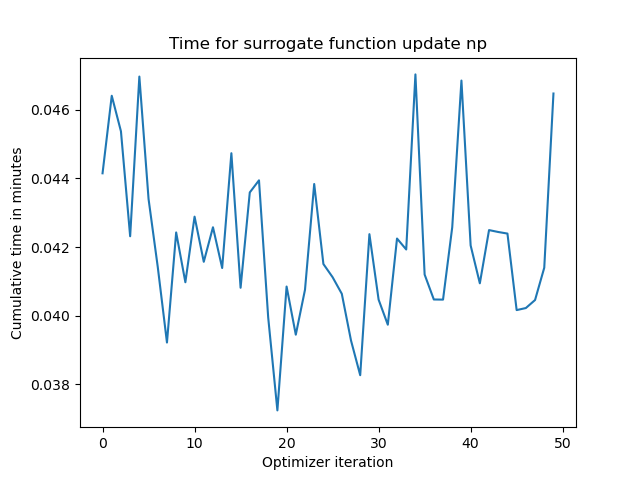 Time for surrogate function update np
Cumulative time in minutes
0.046
0.044
0.042
0.040
0.038
0 10 20 30 40 50
Optimizer iteration